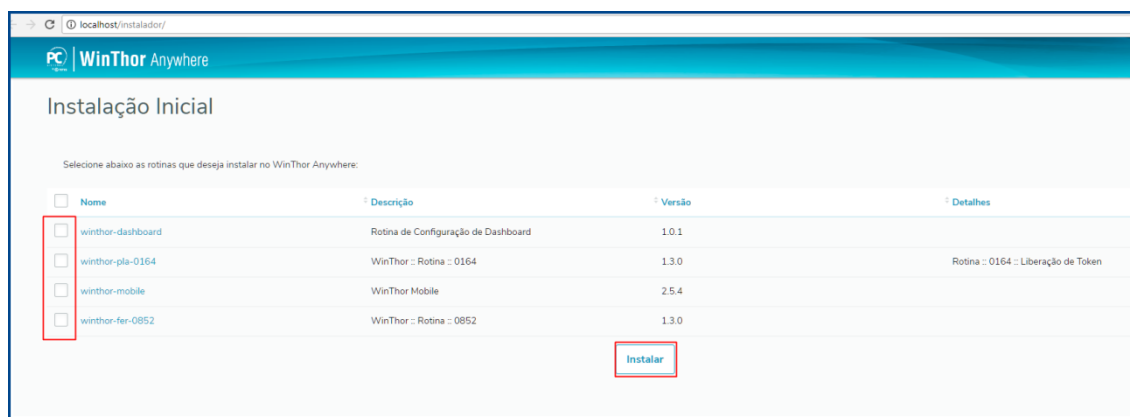 localhost/instalador/
PC WinThor Anywhere
Instalação Inicial
Selecione abaixo as rotinas que deseja instalar no WinThor Anywhere:
Nome Descrição Versão Detalhes
winthor-dashboard Rotina de Configuração de Dashboard 1.0.1
winthor-pla-0164 WinThor :: Rotina :: 0164 1.3.0 Rotina :: 0164 :: Liberação de Token
winthor-mobile WinThor Mobile 2.5.4
winthor-fer-0852 WinThor :: Rotina :: 0852 1.3.0
Instalar